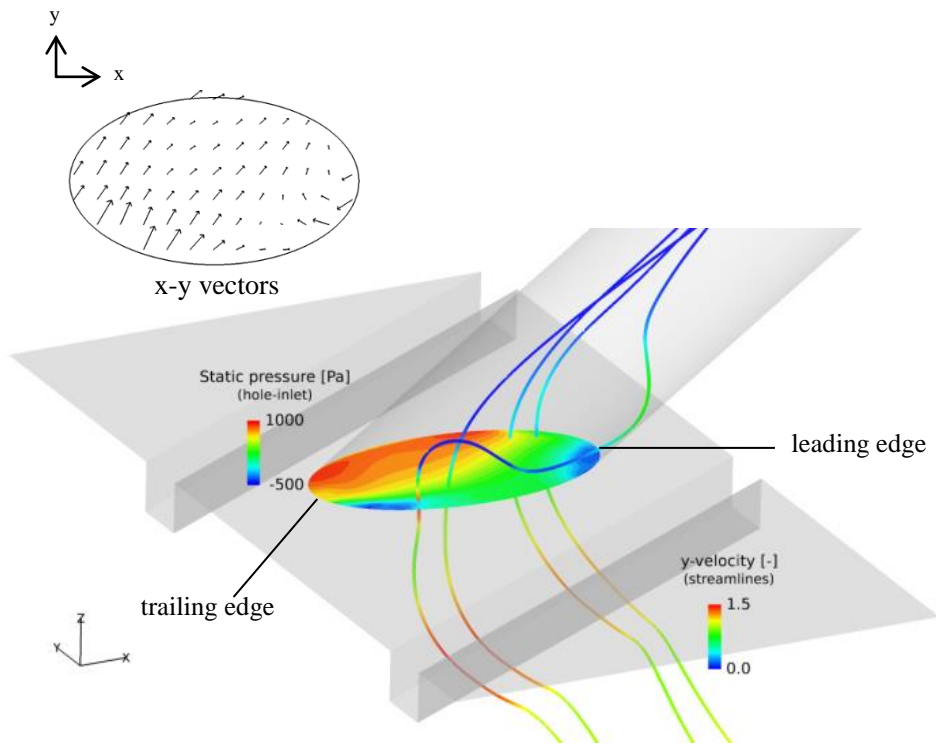 y
x
x-y vectors
Static pressure [Pa]
(hole-inlet)
1000
-500
leading edge
trailing edge
y-velocity [-]
(streamlines)
1.5
0.0
Z
Y
X